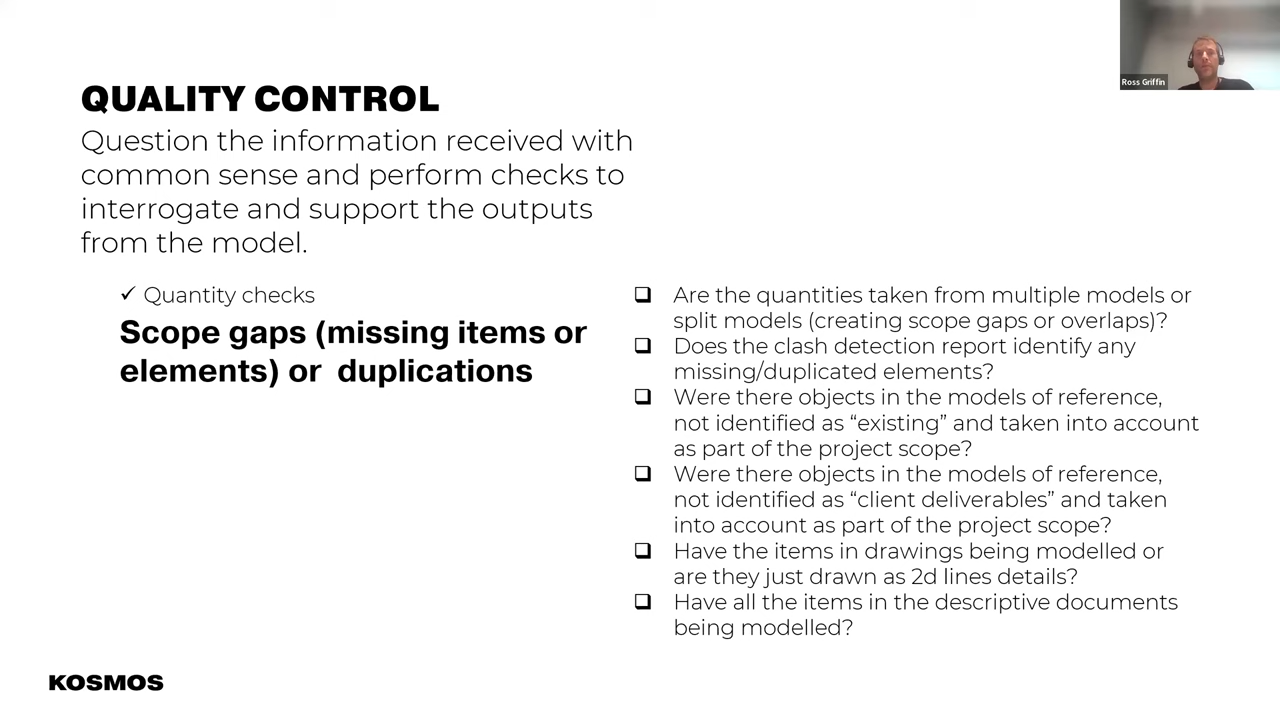 Ross Griffin
QUALITY CONTROL
Question the information received with
common sense and perform checks to
interrogate and support the outputs
from the model.
✓ Quantity checks
Scope gaps (missing items or
elements) or duplications
❑ Are the quantities taken from multiple models or
split models (creating scope gaps or overlaps)?
❑ Does the clash detection report identify any
missing/duplicated elements?
❑ Were there objects in the models of reference,
not identified as “existing” and taken into account
as part of the project scope?
❑ Were there objects in the models of reference,
not identified as “client deliverables” and taken
into account as part of the project scope?
❑ Have the items in drawings being modelled or
are they just drawn as 2d lines details?
❑ Have all the items in the descriptive documents
being modelled?
KOSMOS